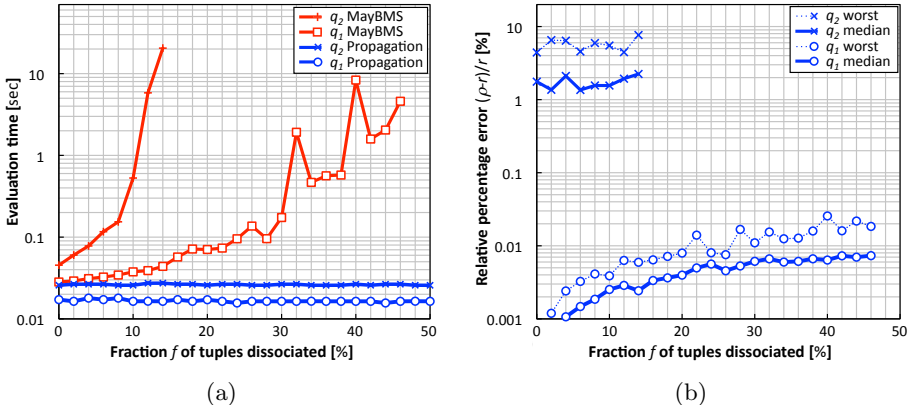 q₂ MayBMS
q₁ MayBMS
q₂ Propagation
q₁ Propagation
10
1
0.1
0.01
Evaluation time [sec]
0
10
20
30
40
50
Fraction f of tuples dissociated [%]
(a)
q₂ worst
q₂ median
q₁ worst
q₁ median
10
1
0.1
0.01
0.001
Relative percentage error (ρ-r)/r [%]
0
10
20
30
40
50
Fraction f of tuples dissociated [%]
(b)